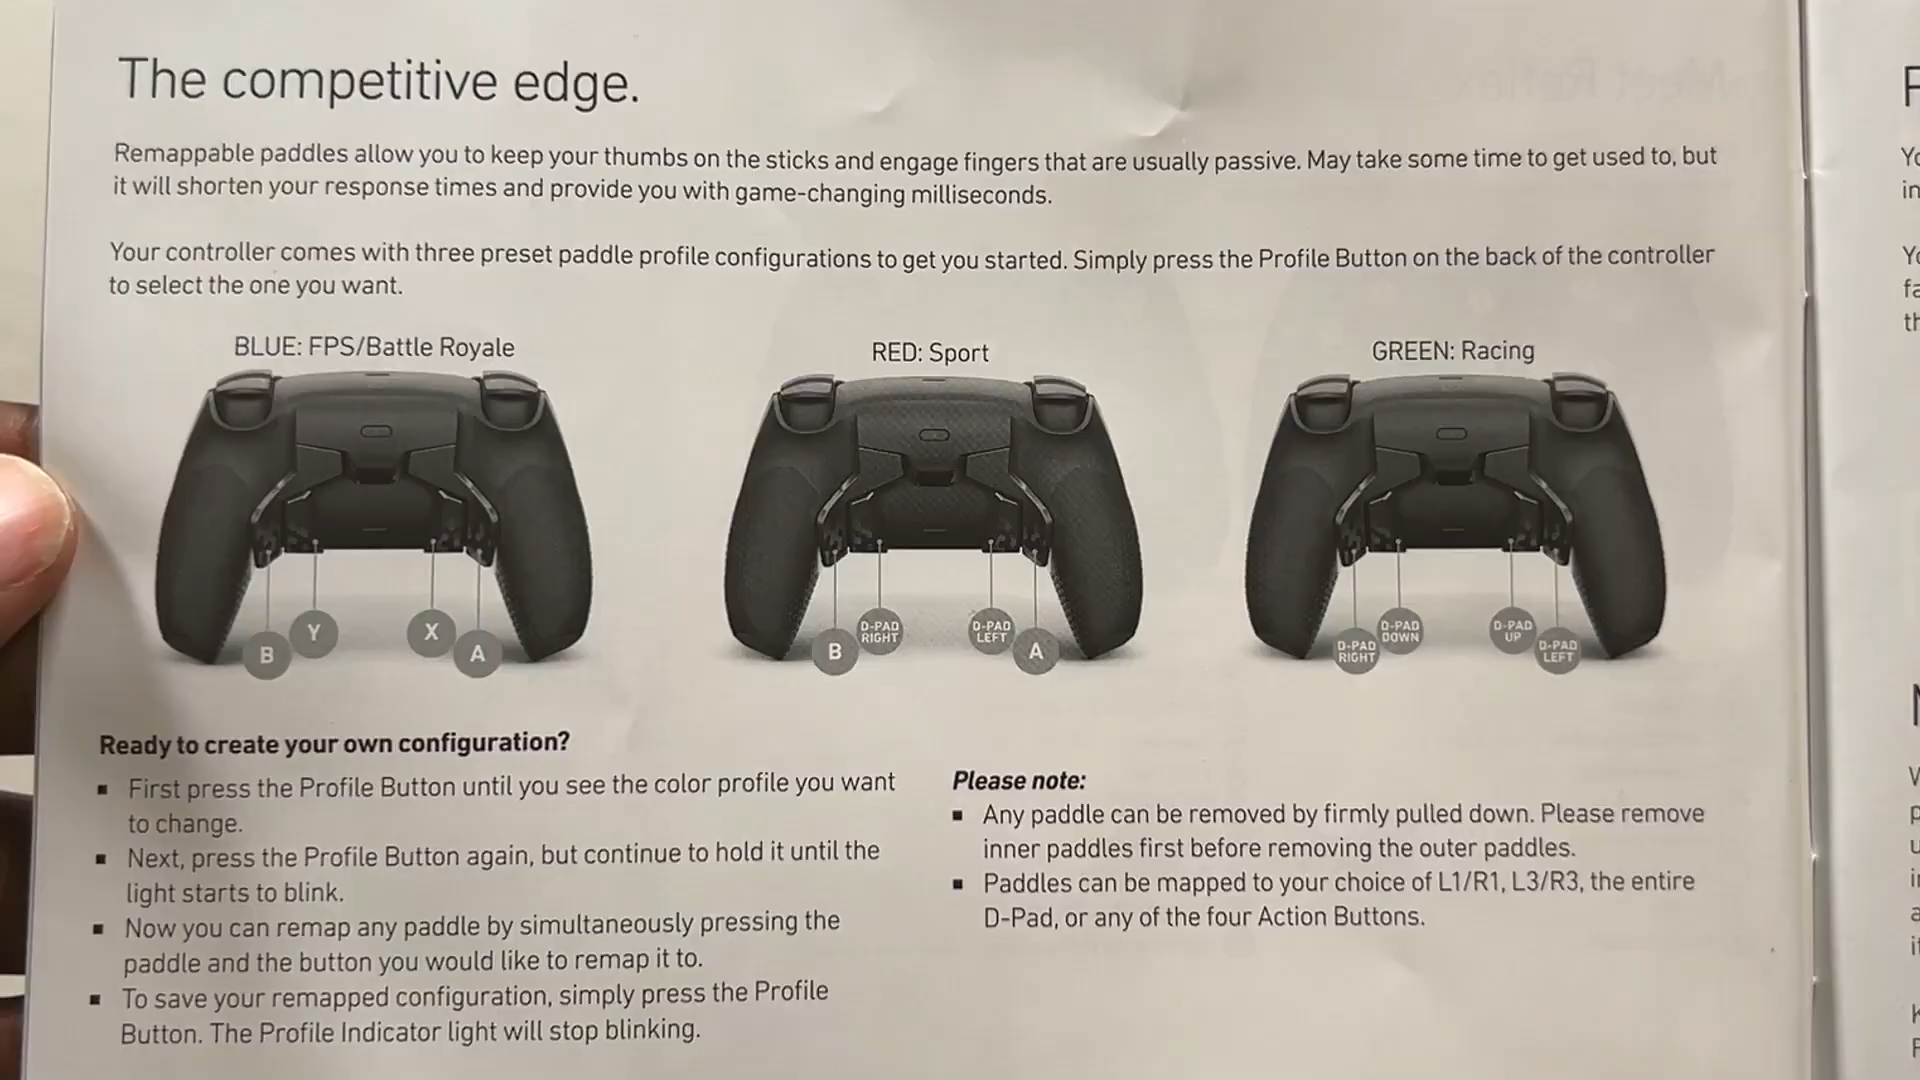 The competitive edge.
Remappable paddles allow you to keep your thumbs on the sticks and engage fingers that are usually passive. May take some time to get used to, but
it will shorten your response times and provide you with game-changing milliseconds.
Your controller comes with three preset paddle profile configurations to get you started. Simply press the Profile Button on the back of the controller
to select the one you want.
BLUE: FPS/Battle Royale
B
Y
X
A
RED: Sport
B
D-PAD
RIGHT
D-PAD
LEFT
A
GREEN: Racing
D-PAD
RIGHT
D-PAD
DOWN
D-PAD
UP
D-PAD
LEFT
Ready to create your own configuration?
▪ First press the Profile Button until you see the color profile you want
to change.
▪ Next, press the Profile Button again, but continue to hold it until the
light starts to blink.
▪ Now you can remap any paddle by simultaneously pressing the
paddle and the button you would like to remap it to.
▪ To save your remapped configuration, simply press the Profile
Button. The Profile Indicator light will stop blinking.
Please note:
▪ Any paddle can be removed by firmly pulled down. Please remove
inner paddles first before removing the outer paddles.
▪ Paddles can be mapped to your choice of L1/R1, L3/R3, the entire
D-Pad, or any of the four Action Buttons.